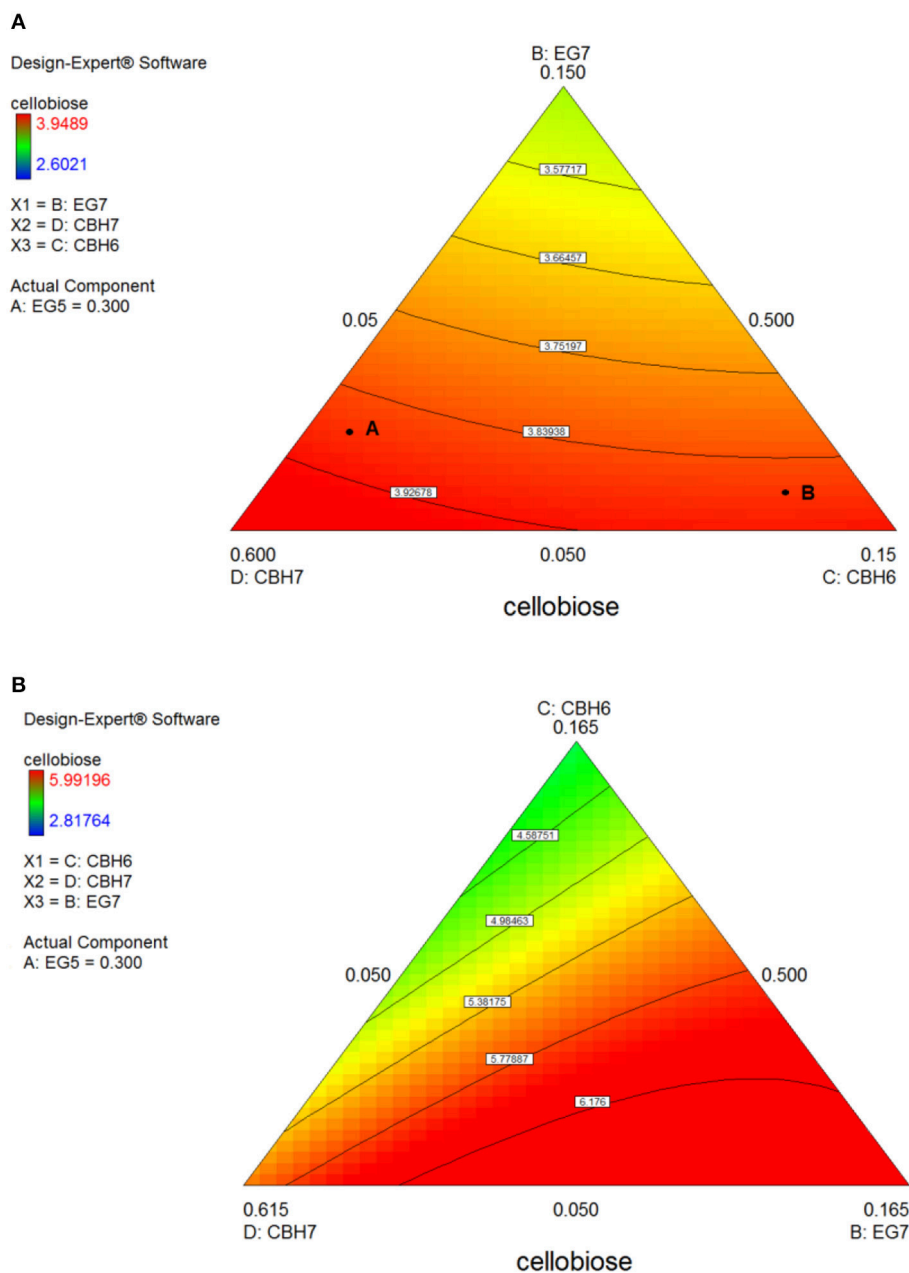 A
Design-Expert® Software
cellobiose
3.9489
2.6021
X1 = B: EG7
X2 = D: CBH7
X3 = C: CBH6
Actual Component
A: EG5 = 0.300
B: EG7
0.150
3.57717
3.66457
0.05
0.500
3.75197
3.83938
A
3.92678
B
0.600
0.050
0.15
D: CBH7
C: CBH6
cellobiose
B
Design-Expert® Software
cellobiose
5.99196
2.81764
X1 = C: CBH6
X2 = D: CBH7
X3 = B: EG7
Actual Component
A: EG5 = 0.300
C: CBH6
0.165
4.58751
4.98463
0.050
0.500
5.38175
5.77887
6.176
0.615
0.050
0.165
D: CBH7
B: EG7
cellobiose